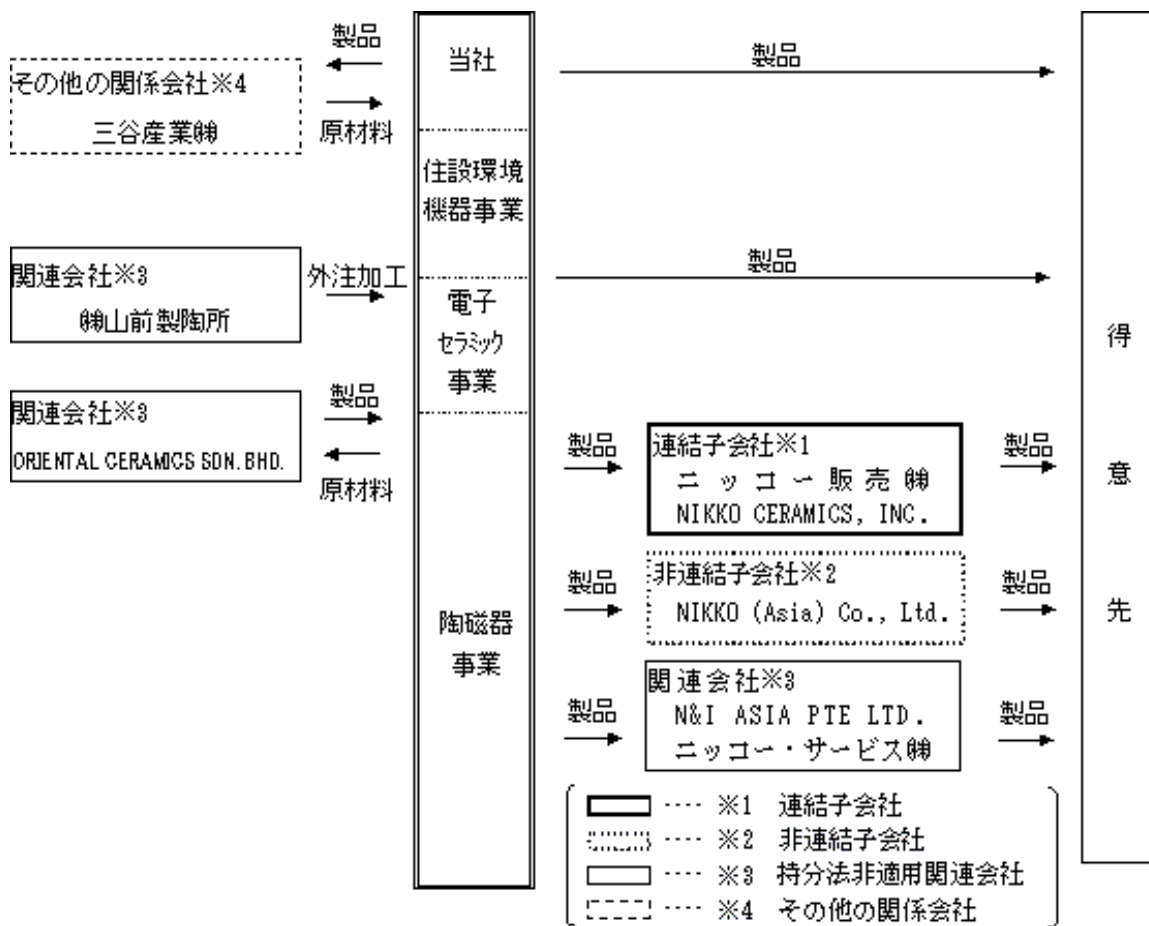 製品
その他の関係会社※4
三谷産業㈱
原材料
関連会社※3
㈱山前製陶所
外注加工
関連会社※3
ORIENTAL CERAMICS SDN.BHD.
製品
原材料
当社
住設環境
機器事業
電子
セラミック
事業
陶磁器
事業
製品
製品
製品
連結子会社※1
ニッコー販売㈱
NIKKO CERAMICS, INC.
製品
製品
非連結子会社※2
NIKKO (Asia) Co., Ltd.
製品
製品
関連会社※3
N&I ASIA PTE LTD.
ニッコー・サービス㈱
製品
得意先
‥‥ ※1 連結子会社
‥‥ ※2 非連結子会社
‥‥ ※3 持分法非適用関連会社
‥‥ ※4 その他の関係会社